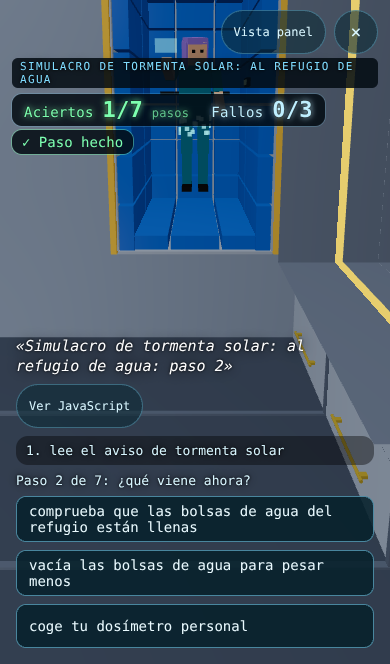 Vista panel
×
SIMULACRO DE TORMENTA SOLAR: AL REFUGIO DE
AGUA
Aciertos 1/7 pasos Fallos 0/3
✓ Paso hecho
«Simulacro de tormenta solar: al
refugio de agua: paso 2»
Ver JavaScript
1. lee el aviso de tormenta solar
Paso 2 de 7: ¿qué viene ahora?
comprueba que las bolsas de agua del
refugio están llenas
vacía las bolsas de agua para pesar
menos
coge tu dosímetro personal